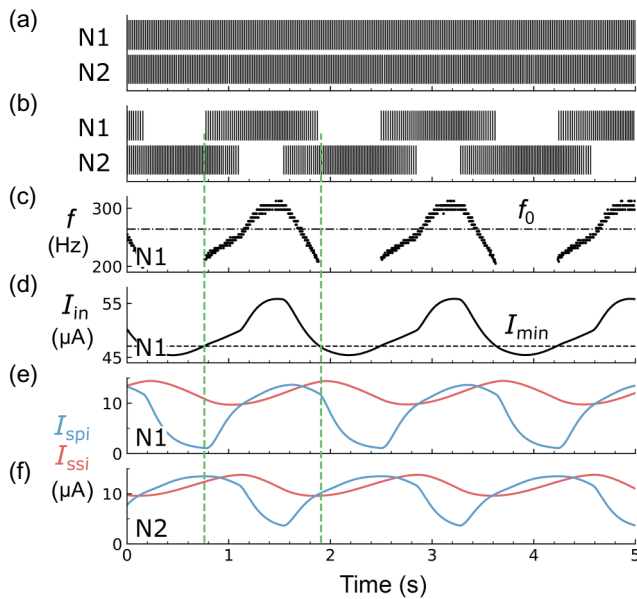 (a)
N1
N2
(b)
N1
N2
(c)
f
(Hz)
300
200
N1
f0
(d)
Iin
(µA)
55
45
N1
Imin
(e)
10
0
N1
Ispi
Issi
(µA)
(f)
10
0
N2
0 1 2 3 4 5
Time (s)